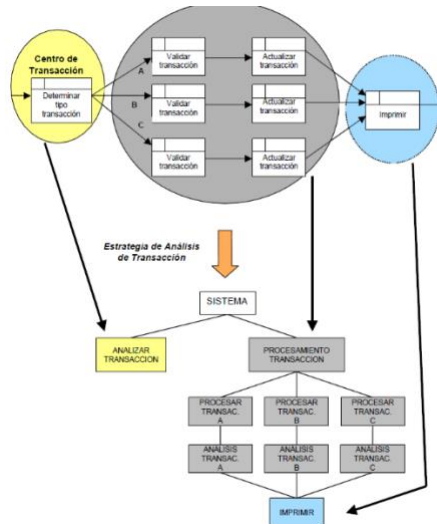 Centro de
Transacción
Determinar
tipo
transacción
A
B
C
Validar
transacción
Actualizar
transacción
Validar
transacción
Actualizar
transacción
Validar
transacción
Actualizar
transacción
Imprimir
Estrategia de Análisis
de Transacción
SISTEMA
ANALIZAR
TRANSACCION
PROCESAMIENTO
TRANSACCION
PROCESAR
TRANSAC.
A
PROCESAR
TRANSAC.
B
PROCESAR
TRANSAC.
C
ANALISIS
TRANSAC.
A
ANALISIS
TRANSAC.
B
ANALISIS
TRANSAC.
C
IMPRIMIR